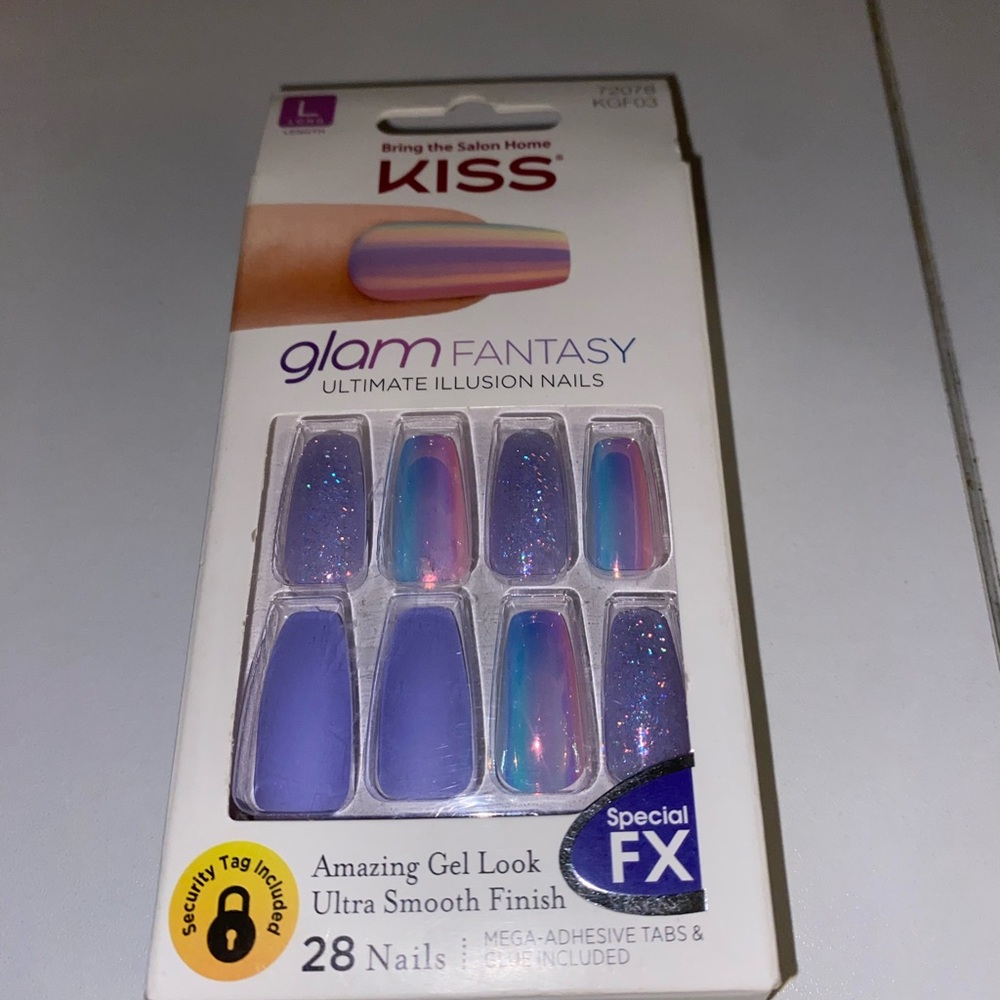 L
LONG
LENGTH
72078
KGF03
Bring the Salon Home
KISS®
glam FANTASY
ULTIMATE ILLUSION NAILS
Special
FX
Security Tag Included
Amazing Gel Look
Ultra Smooth Finish
28 Nails
MEGA-ADHESIVE TABS &
GLUE INCLUDED